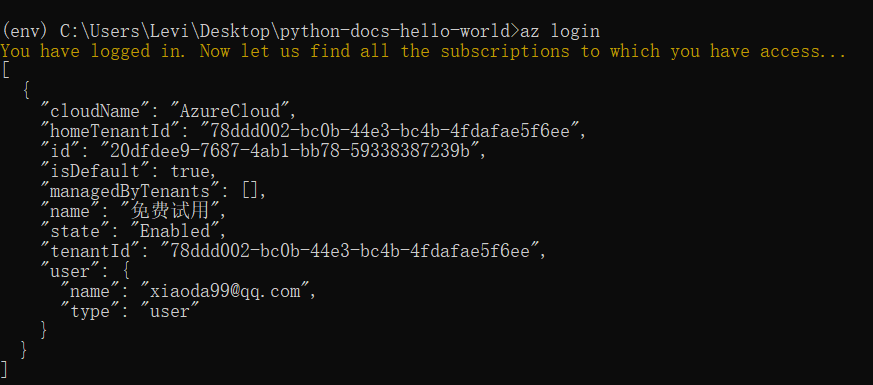 (env) C:\Users\Levi\Desktop\python-docs-hello-world>az login
You have logged in. Now let us find all the subscriptions to which you have access...
[
  {
    "cloudName": "AzureCloud",
    "homeTenantId": "78ddd002-bc0b-44e3-bc4b-4fdafae5f6ee",
    "id": "20dfdee9-7687-4ab1-bb78-59338387239b",
    "isDefault": true,
    "managedByTenants": [],
    "name": "免费试用",
    "state": "Enabled",
    "tenantId": "78ddd002-bc0b-44e3-bc4b-4fdafae5f6ee",
    "user": {
      "name": "xiaoda99@qq.com",
      "type": "user"
    }
  }
]